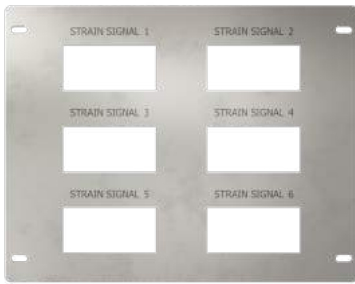 STRAIN SIGNAL 1
STRAIN SIGNAL 2
STRAIN SIGNAL 3
STRAIN SIGNAL 4
STRAIN SIGNAL 5
STRAIN SIGNAL 6